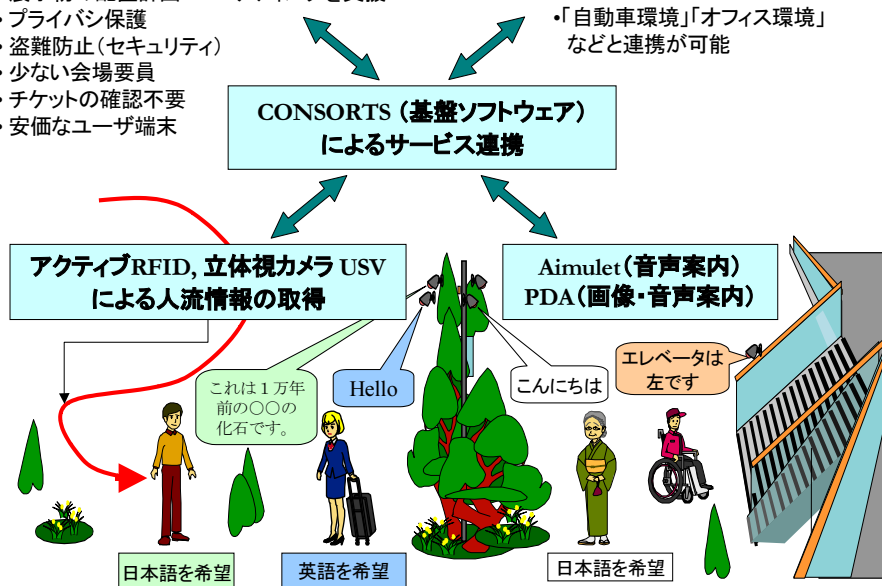 ・プライバシ保護
・盗難防止(セキュリティ)
・少ない会場要員
・チケットの確認不要
・安価なユーザ端末
•「自動車環境」「オフィス環境」
などと連携が可能
CONSORTS (基盤ソフトウェア)
によるサービス連携
アクティブRFID, 立体視カメラ USV
による人流情報の取得
Aimulet(音声案内)
PDA(画像・音声案内)
これは1万年
前の〇〇の
化石です。
Hello
こんにちは
エレベータは
左です
日本語を希望
英語を希望
日本語を希望